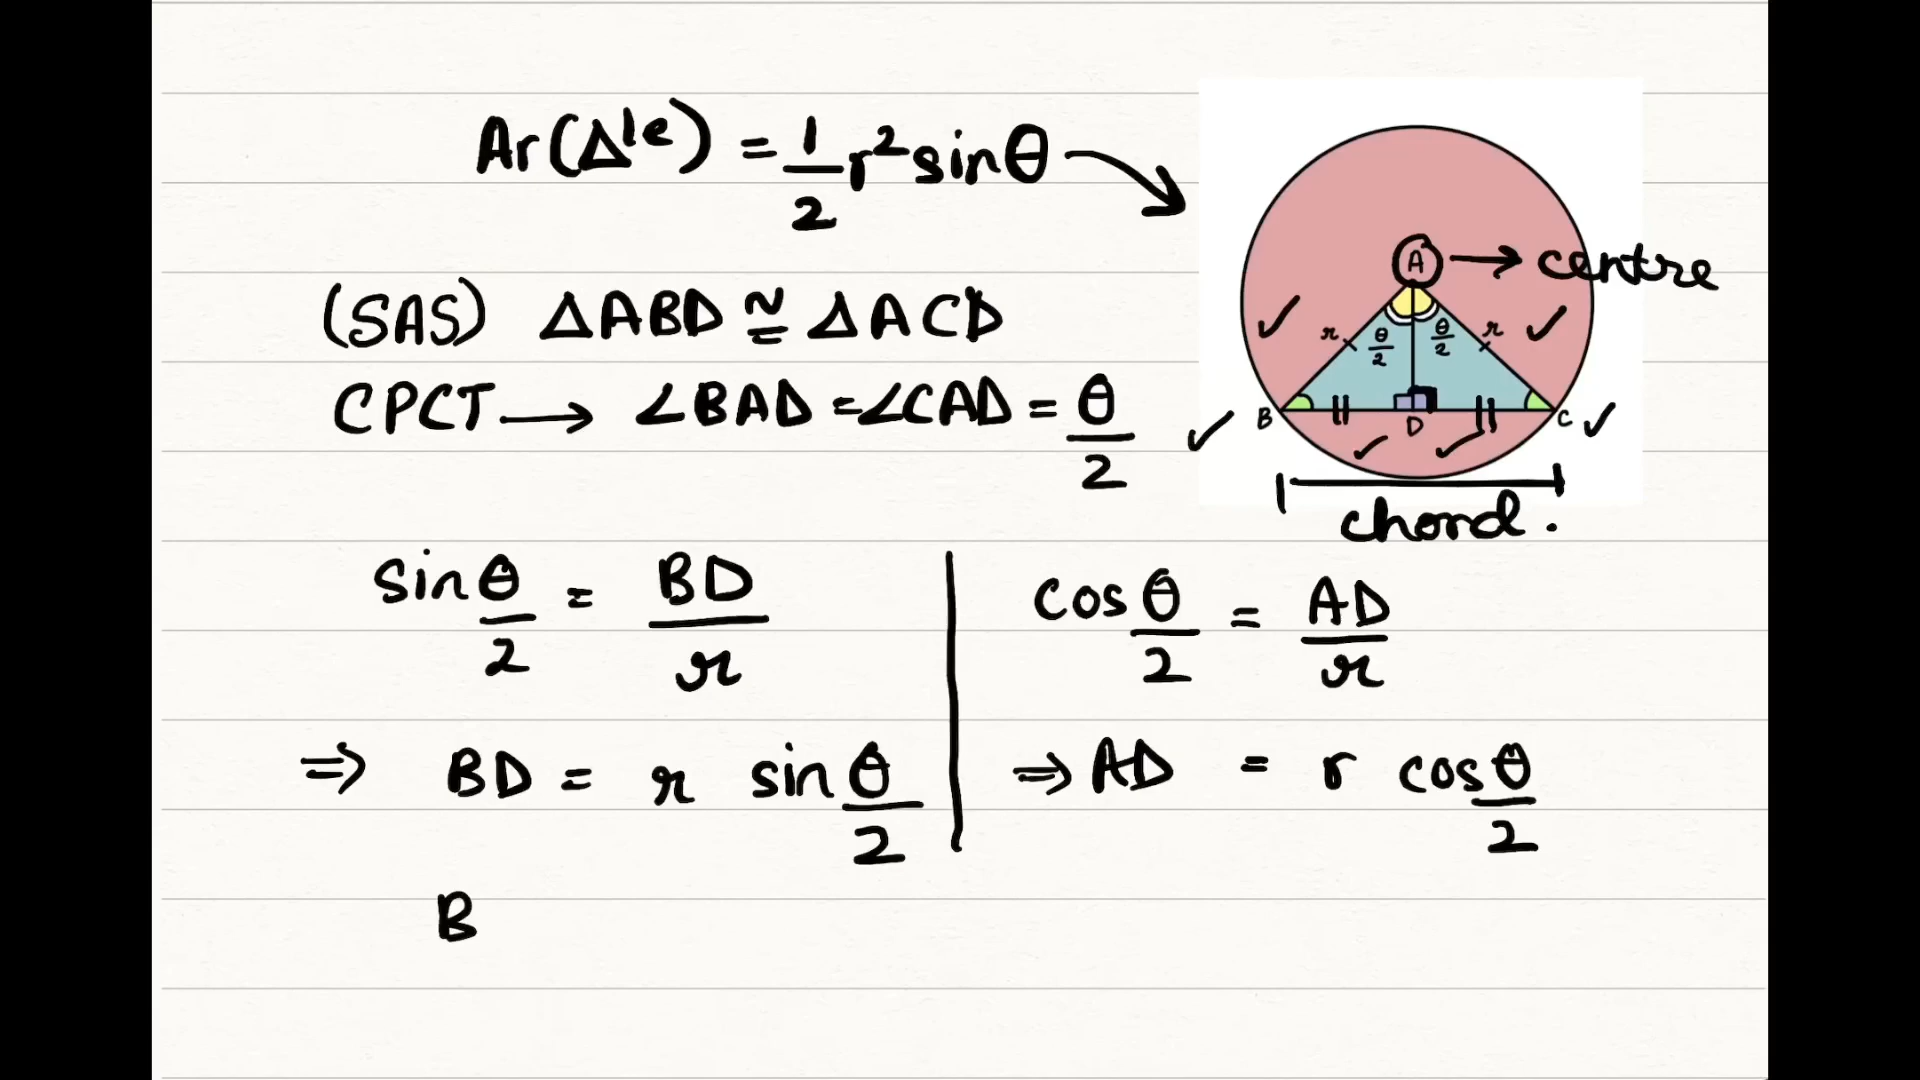 Ar(Δle) = 1/2 r² sinθ
A → centre
r θ/2 θ/2 r
B D C
chord.
(SAS) ΔABD ≅ ΔACD
CPCT → ∠BAD = ∠CAD = θ/2
sin θ/2 = BD/r
⇒ BD = r sin θ/2
cos θ/2 = AD/r
⇒ AD = r cos θ/2
B